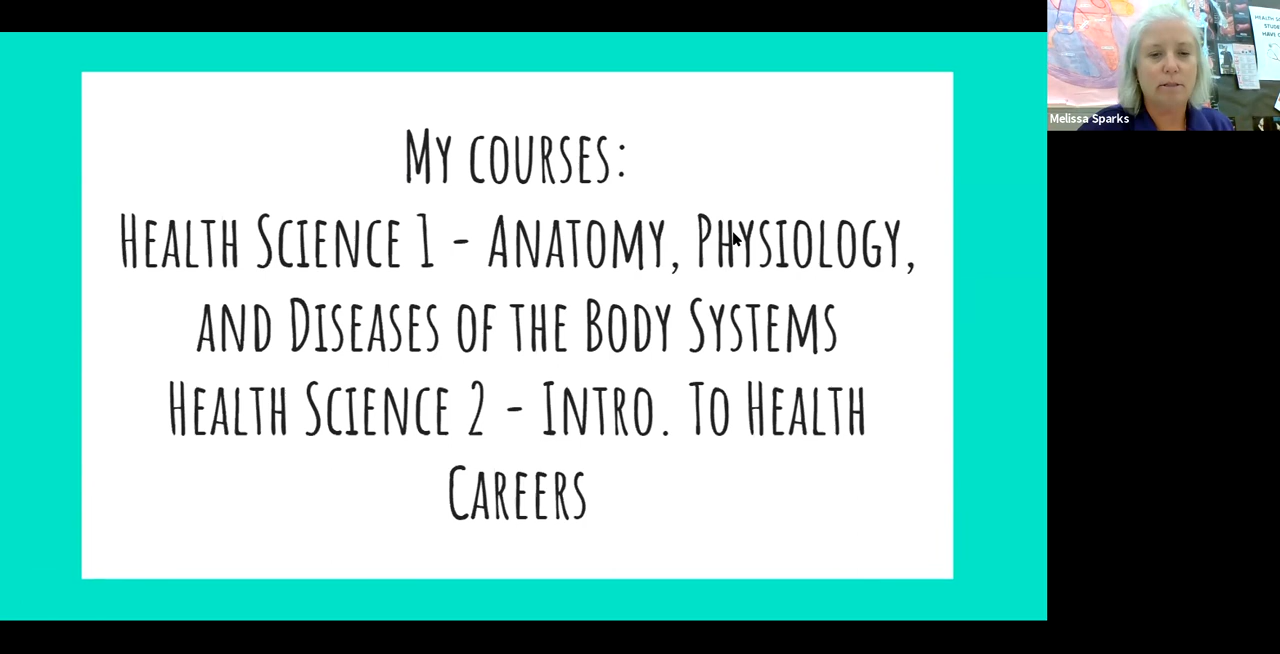 My courses:
Health Science 1 - Anatomy, Physiology,
and Diseases of the Body Systems
Health Science 2 - Intro. To Health
Careers
Melissa Sparks